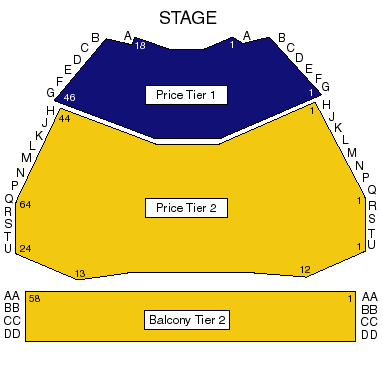 STAGE
B A 18 1 A B
C C
D D
E E
F F
G 46 1 G
Price Tier 1
H 44 1 H
J J
K K
L L
M M
N N
P P
Q 64 1 Q
R R
Price Tier 2
S S
T T
U 24 1 U
13 12
AA 58 1 AA
BB BB
CC Balcony Tier 2 CC
DD DD